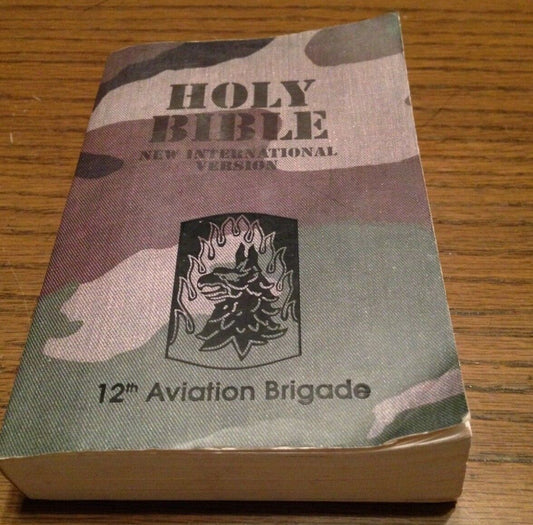 HOLY
BIBLE
NEW INTERNATIONAL
VERSION
12th Aviation Brigade